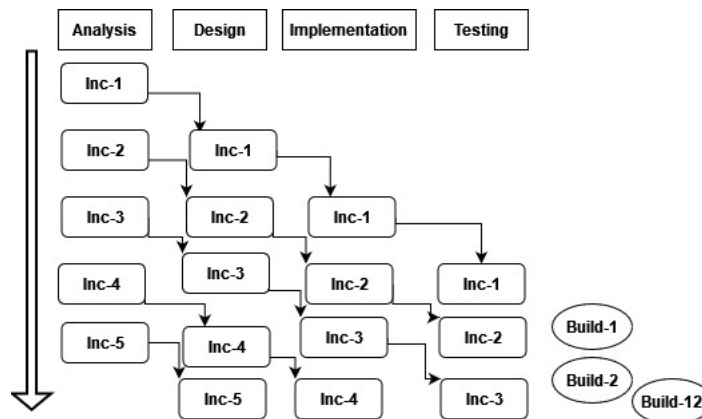 Analysis Design Implementation Testing
Inc-1
Inc-2 Inc-1
Inc-3 Inc-2 Inc-1
Inc-4 Inc-3 Inc-2 Inc-1
Inc-5 Inc-4 Inc-3 Inc-2 Build-1
Inc-5 Inc-4 Inc-3 Build-2
Build-12